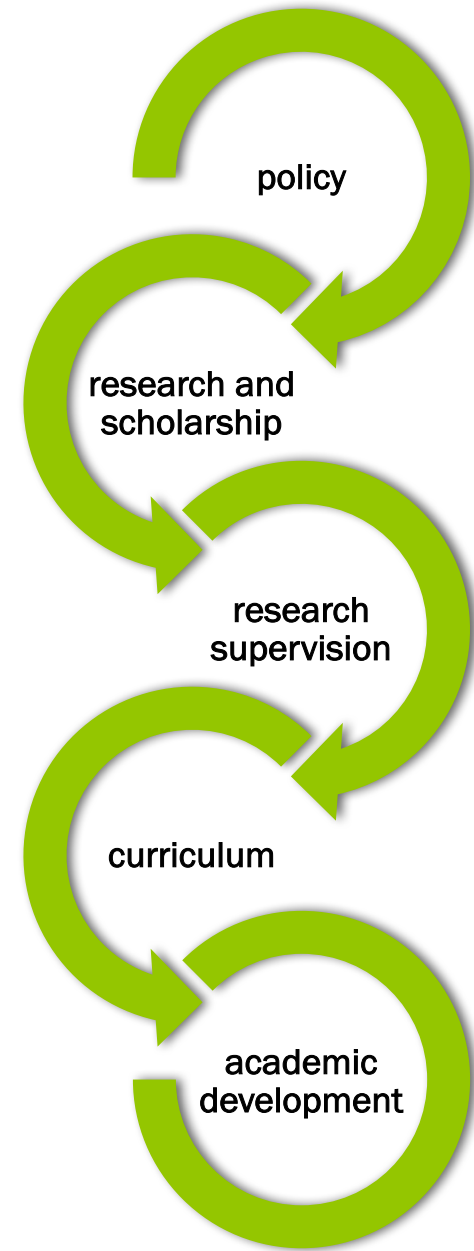 policy
research and
scholarship
research
supervision
curriculum
academic
development